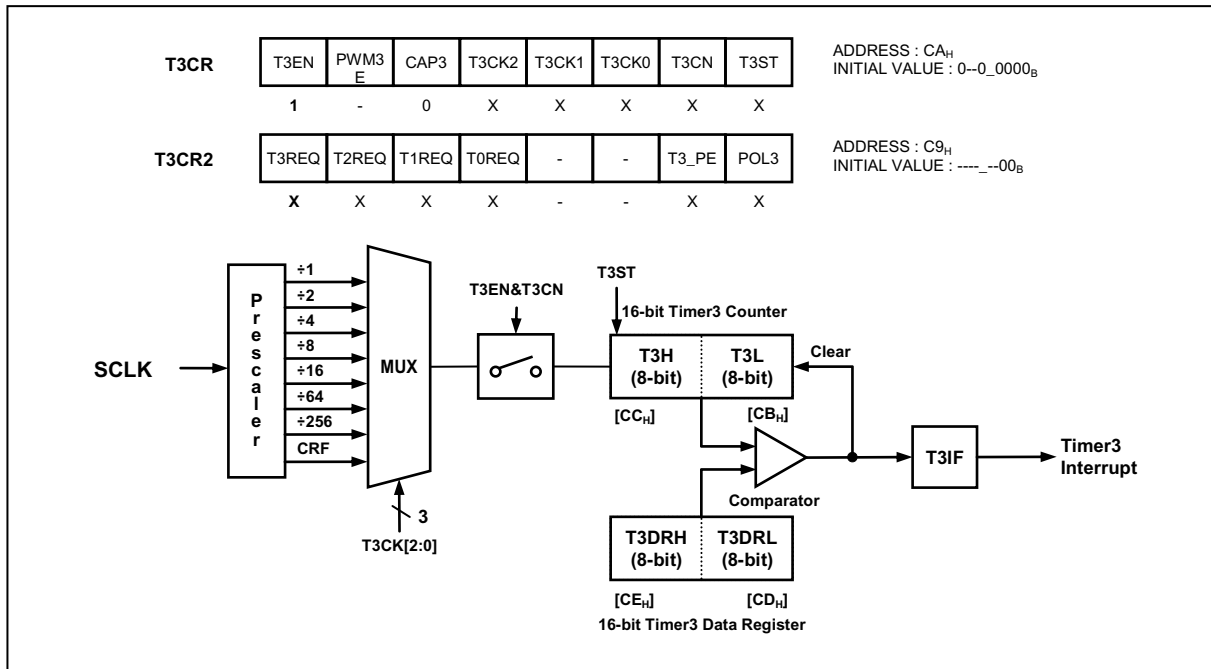 T3CR
T3EN PWM3E CAP3 T3CK2 T3CK1 T3CK0 T3CN T3ST
ADDRESS : CAH
INITIAL VALUE : 0--0_0000B
1 - 0 X X X X X
T3CR2
T3REQ T2REQ T1REQ T0REQ - - T3_PE POL3
ADDRESS : C9H
INITIAL VALUE : ----_--00B
X X X X - - X X
SCLK
Prescaler
÷1
÷2
÷4
÷8
÷16
÷64
÷256
CRF
MUX
3
T3CK[2:0]
T3EN&T3CN
T3ST
16-bit Timer3 Counter
T3H
(8-bit)
T3L
(8-bit)
Clear
[CCH]
[CBH]
Comparator
T3IF
Timer3
Interrupt
T3DRH
(8-bit)
T3DRL
(8-bit)
[CEH]
[CDH]
16-bit Timer3 Data Register